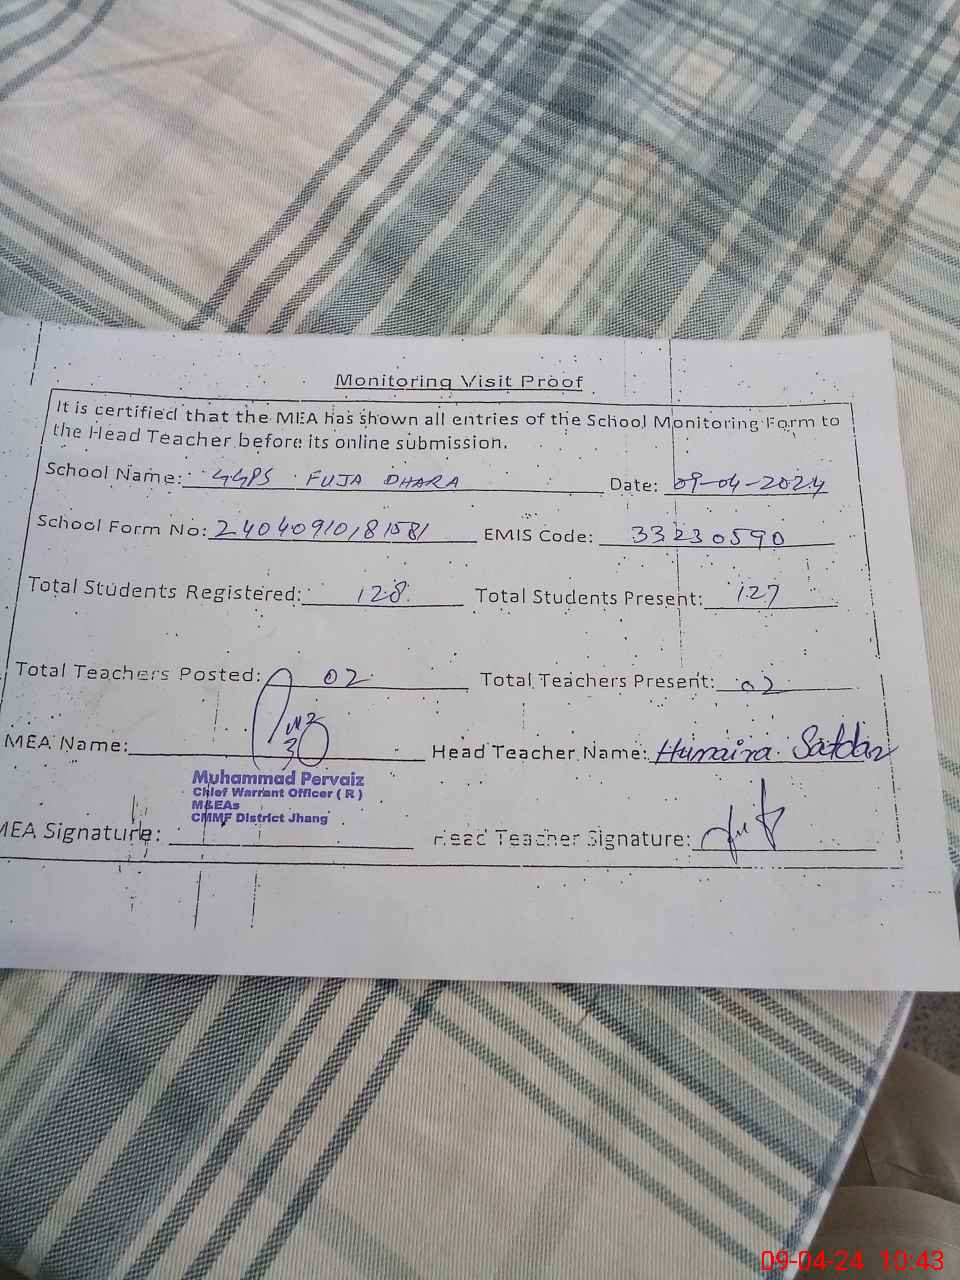 Monitoring Visit Proof
It is certified that the MEA has shown all entries of the School Monitoring Form to
the Head Teacher before its online submission.
School Name: GGPS FUJA DHARA Date: 09-04-2024
School Form No: 24040910181581 EMIS Code: 33230590
Total Students Registered: 128 Total Students Present: 127
Total Teachers Posted: 02 Total Teachers Present: 02
MEA Name: Head Teacher Name: Humaira Safdar
Muhammad Pervaiz
Chief Warrant Officer ( R )
M&EAs
CMMF District Jhang
MEA Signature: Head Teacher Signature:
09-04-24 10:43